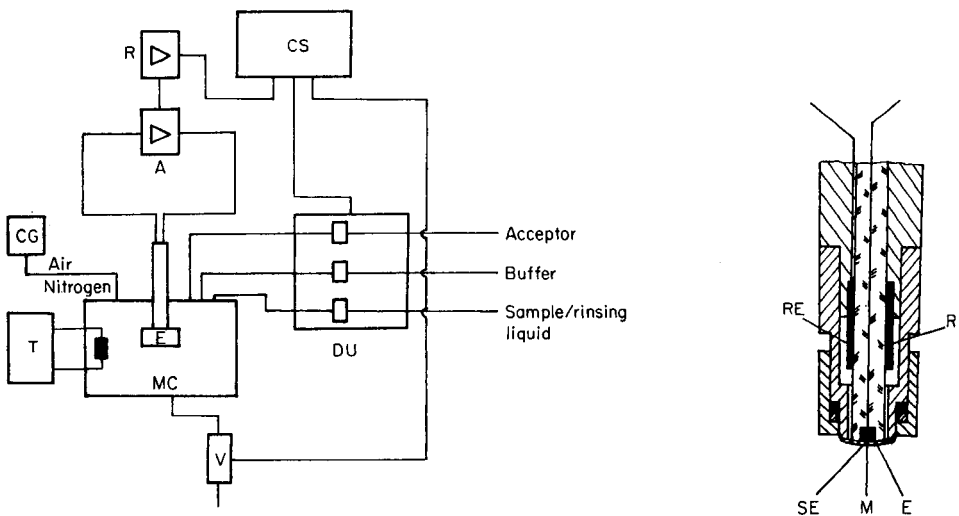 R
CS
A
CG
Air
Nitrogen
Acceptor
Buffer
Sample/rinsing
liquid
DU
T
E
MC
V
RE
R
SE
M
E